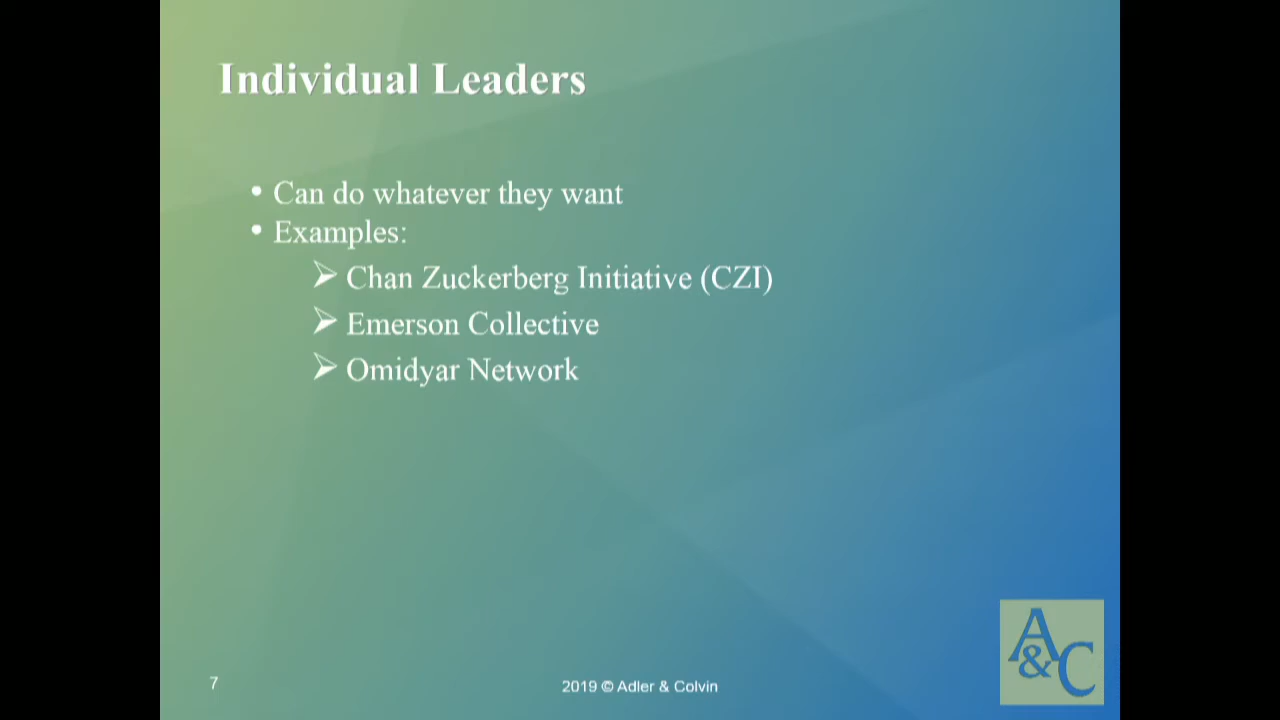 Individual Leaders
• Can do whatever they want
• Examples:
➢ Chan Zuckerberg Initiative (CZI)
➢ Emerson Collective
➢ Omidyar Network
7
2019 © Adler & Colvin
A&C